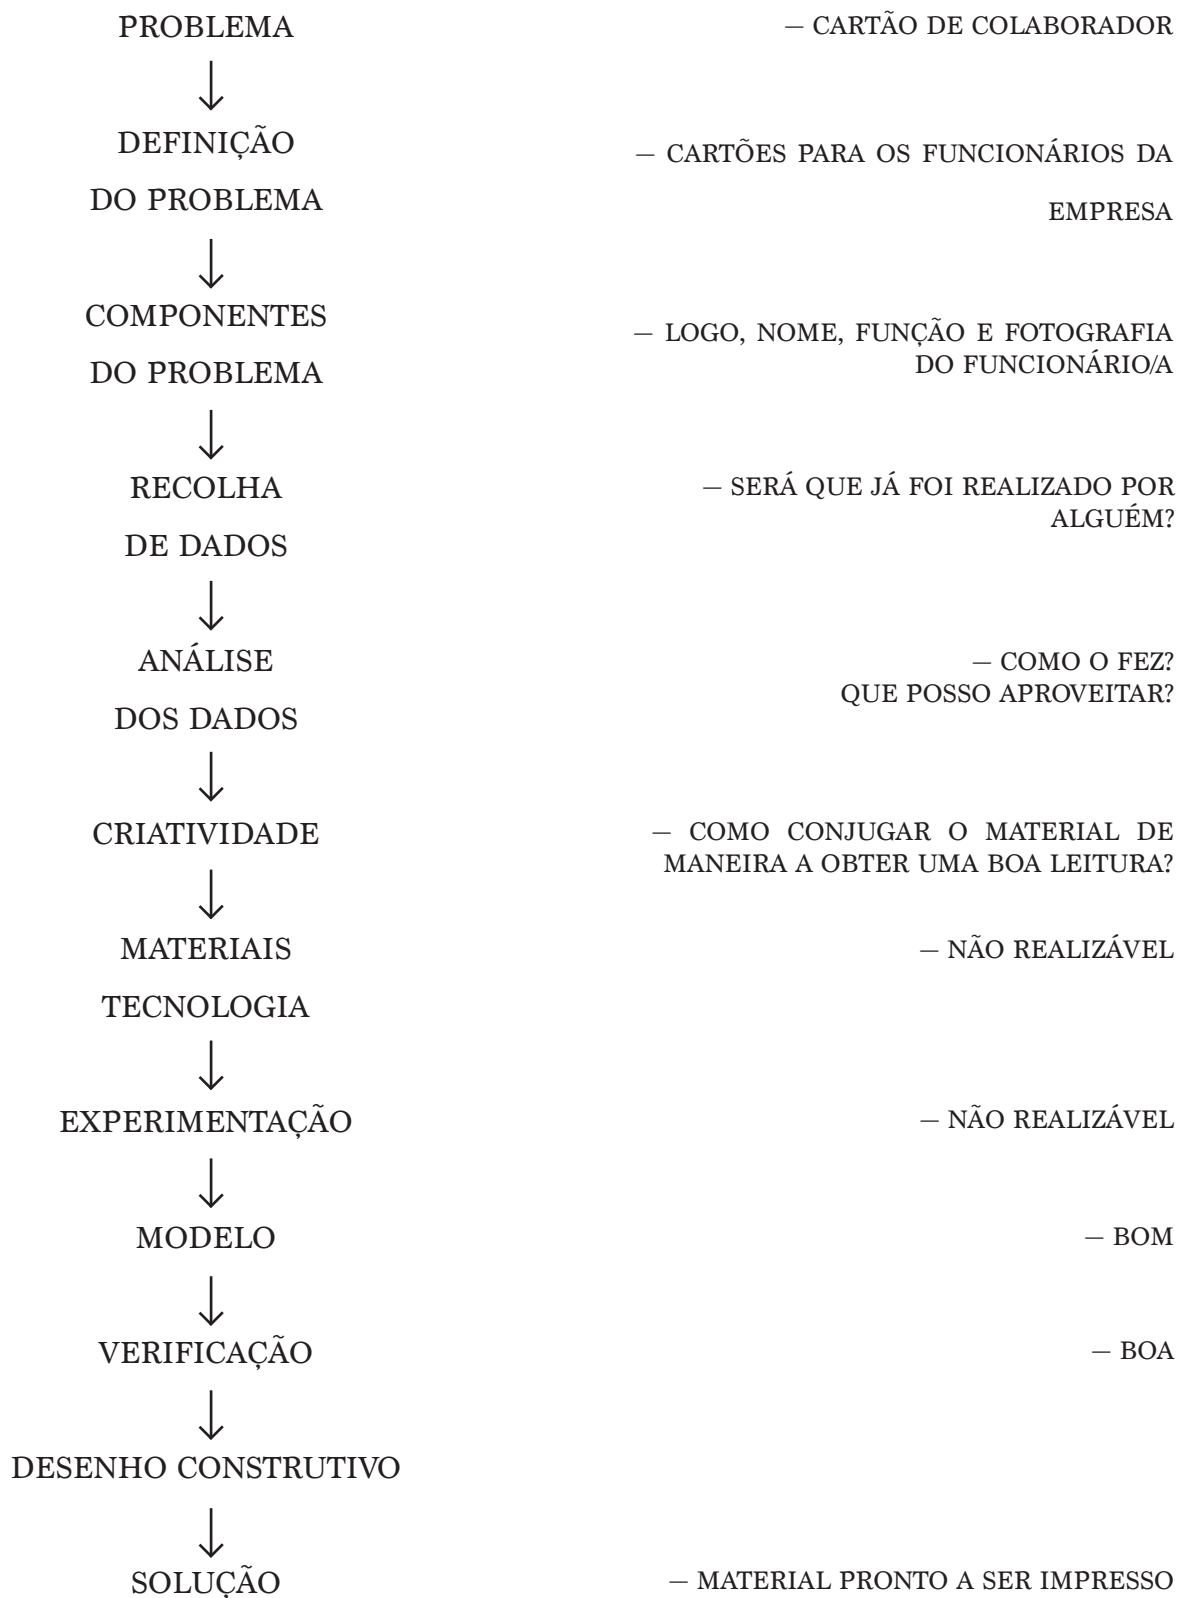 PROBLEMA
— CARTÃO DE COLABORADOR
DEFINIÇÃO
DO PROBLEMA
— CARTÕES PARA OS FUNCIONÁRIOS DA
EMPRESA
COMPONENTES
DO PROBLEMA
— LOGO, NOME, FUNÇÃO E FOTOGRAFIA
DO FUNCIONÁRIO/A
RECOLHA
DE DADOS
— SERÁ QUE JÁ FOI REALIZADO POR
ALGUÉM?
ANÁLISE
DOS DADOS
— COMO O FEZ?
QUE POSSO APROVEITAR?
CRIATIVIDADE
— COMO CONJUGAR O MATERIAL DE
MANEIRA A OBTER UMA BOA LEITURA?
MATERIAIS
TECNOLOGIA
— NÃO REALIZÁVEL
EXPERIMENTAÇÃO
— NÃO REALIZÁVEL
MODELO
— BOM
VERIFICAÇÃO
— BOA
DESENHO CONSTRUTIVO
SOLUÇÃO
— MATERIAL PRONTO A SER IMPRESSO